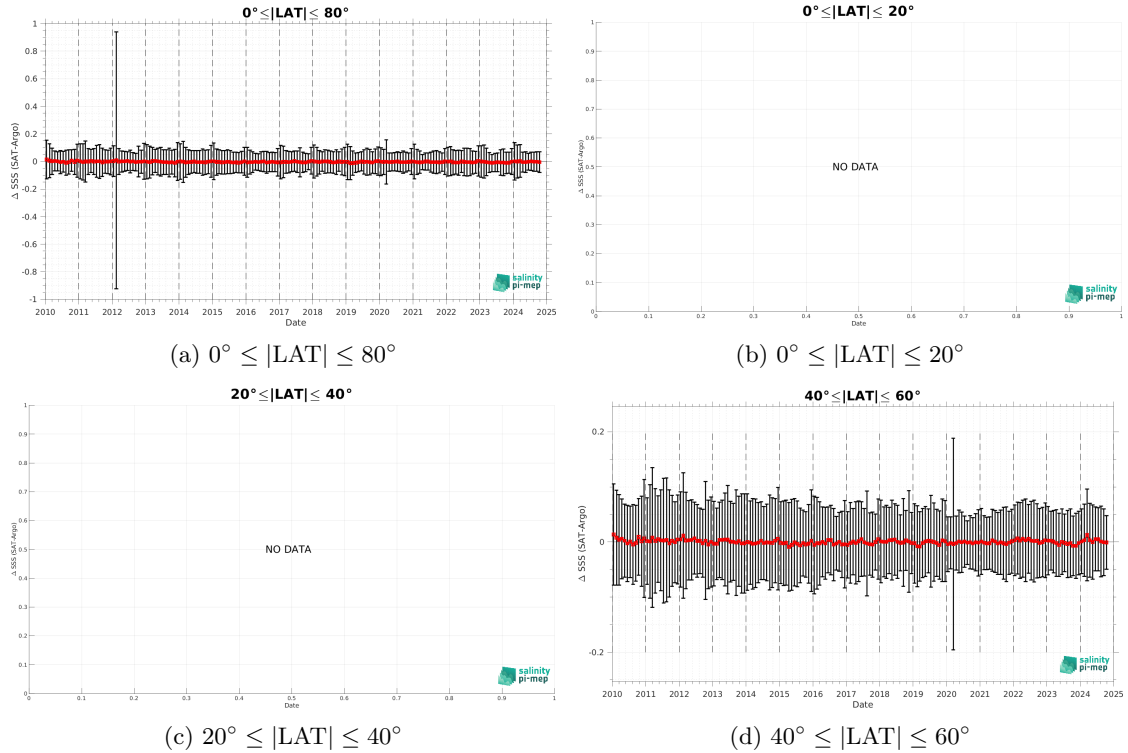 0°≤|LAT|≤ 80°
1
0.8
0.6
0.4
0.2
0
-0.2
-0.4
-0.6
-0.8
-1
Δ SSS (SAT-Argo)
2010 2011 2012 2013 2014 2015 2016 2017 2018 2019 2020 2021 2022 2023 2024 2025
Date
salinity
pi-mep
(a) 0° ≤ |LAT| ≤ 80°
0°≤|LAT|≤ 20°
1
0.9
0.8
0.7
0.6
0.5
0.4
0.3
0.2
0.1
0
Δ SSS (SAT-Argo)
NO DATA
0 0.1 0.2 0.3 0.4 0.5 0.6 0.7 0.8 0.9 1
Date
salinity
pi-mep
(b) 0° ≤ |LAT| ≤ 20°
20°≤|LAT|≤ 40°
1
0.9
0.8
0.7
0.6
0.5
0.4
0.3
0.2
0.1
0
Δ SSS (SAT-Argo)
NO DATA
0 0.1 0.2 0.3 0.4 0.5 0.6 0.7 0.8 0.9 1
Date
salinity
pi-mep
(c) 20° ≤ |LAT| ≤ 40°
40°≤|LAT|≤ 60°
0.2
0
-0.2
Δ SSS (SAT-Argo)
2010 2011 2012 2013 2014 2015 2016 2017 2018 2019 2020 2021 2022 2023 2024 2025
Date
salinity
pi-mep
(d) 40° ≤ |LAT| ≤ 60°